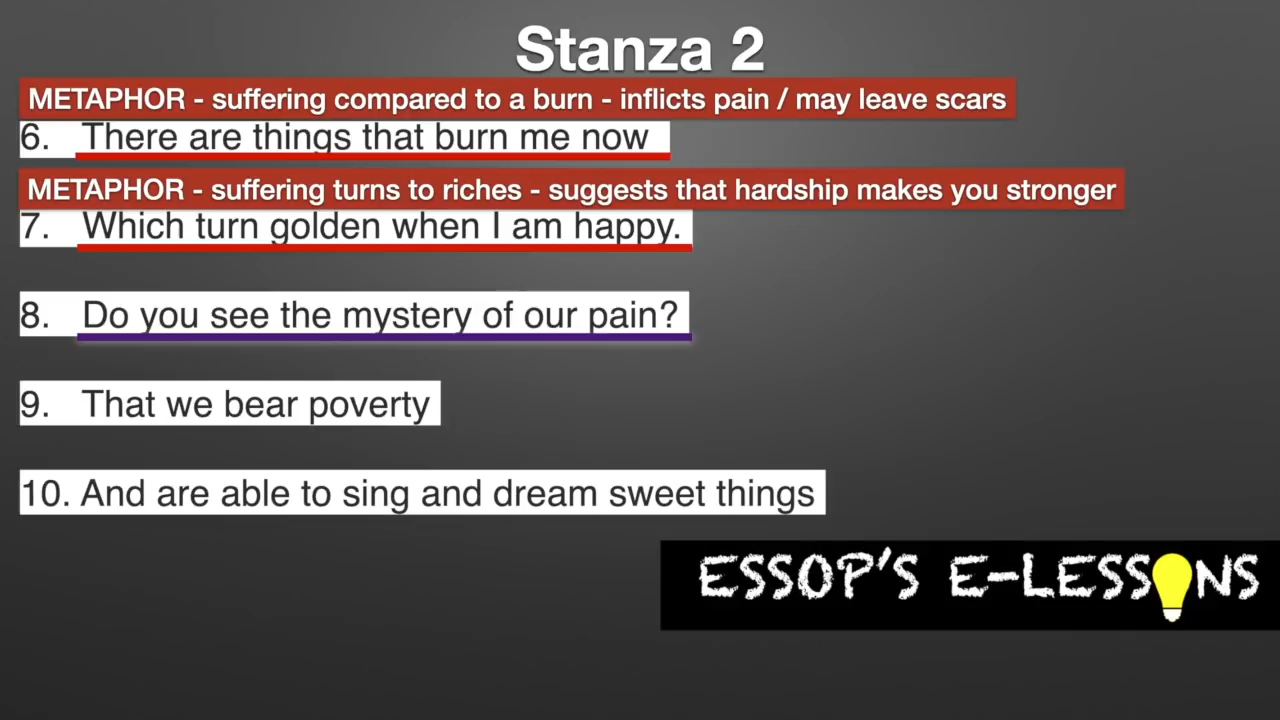 Stanza 2
METAPHOR - suffering compared to a burn - inflicts pain / may leave scars
6. There are things that burn me now
METAPHOR - suffering turns to riches - suggests that hardship makes you stronger
7. Which turn golden when I am happy.
8. Do you see the mystery of our pain?
9. That we bear poverty
10. And are able to sing and dream sweet things
ESSOP'S E-LESSONS